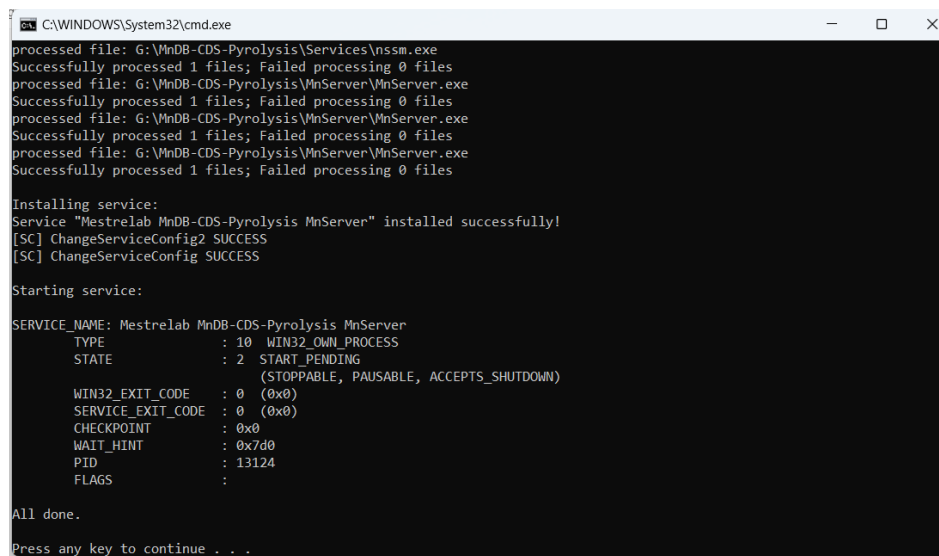 C:\WINDOWS\System32\cmd.exe
processed file: G:\MnDB-CDS-Pyrolysis\Services\nssm.exe
Successfully processed 1 files; Failed processing 0 files
processed file: G:\MnDB-CDS-Pyrolysis\MnServer\MnServer.exe
Successfully processed 1 files; Failed processing 0 files
processed file: G:\MnDB-CDS-Pyrolysis\MnServer\MnServer.exe
Successfully processed 1 files; Failed processing 0 files
processed file: G:\MnDB-CDS-Pyrolysis\MnServer\MnServer.exe
Successfully processed 1 files; Failed processing 0 files
Installing service:
Service "Mestrelab MnDB-CDS-Pyrolysis MnServer" installed successfully!
[SC] ChangeServiceConfig2 SUCCESS
[SC] ChangeServiceConfig SUCCESS
Starting service:
SERVICE_NAME: Mestrelab MnDB-CDS-Pyrolysis MnServer
TYPE : 10 WIN32_OWN_PROCESS
STATE : 2 START_PENDING
(STOPPABLE, PAUSABLE, ACCEPTS_SHUTDOWN)
WIN32_EXIT_CODE : 0 (0x0)
SERVICE_EXIT_CODE : 0 (0x0)
CHECKPOINT : 0x0
WAIT_HINT : 0x7d0
PID : 13124
FLAGS :
All done.
Press any key to continue . . .